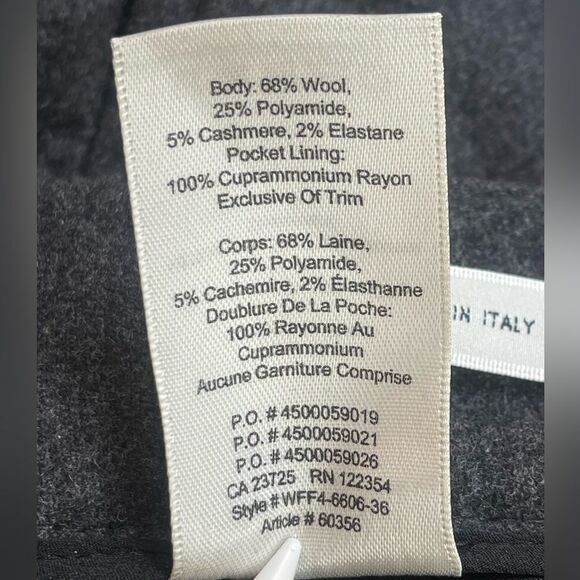 Body: 68% Wool,
25% Polyamide,
5% Cashmere, 2% Elastane
Pocket Lining:
100% Cuprammonium Rayon
Exclusive Of Trim
Corps: 68% Laine,
25% Polyamide,
5% Cachemire, 2% Élasthanne
Doublure De La Poche:
100% Rayonne Au
Cuprammonium
Aucune Garniture Comprise
P.O. # 4500059019
P.O. # 4500059021
P.O. # 4500059026
CA 23725 RN 122354
Style# WFF4-6606-36
Article # 60356
IN ITALY